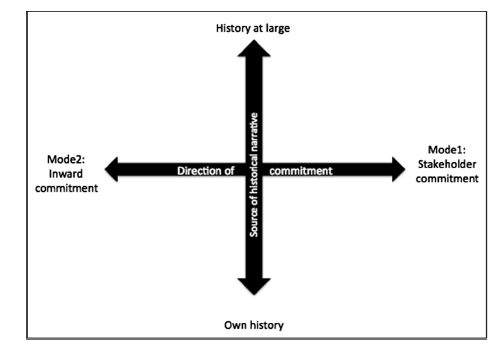 History at large
Mode2:
Inward
commitment
Direction of commitment
Source of historical narrative
Mode1:
Stakeholder
commitment
Own history